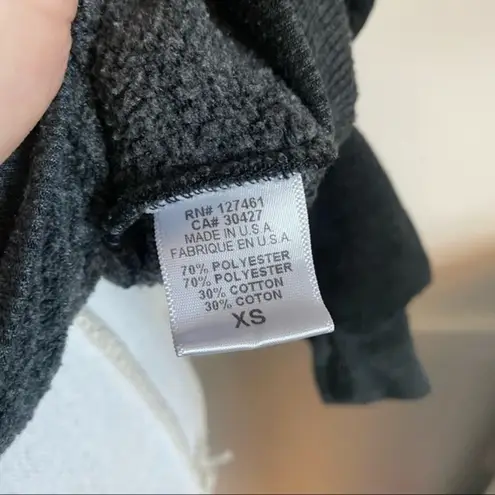 RN# 127461
CA# 30427
MADE IN U.S.A.
FABRIQUE EN U.S.A.
70% POLYESTER
70% POLYESTER
30% COTTON
30% COTON
XS